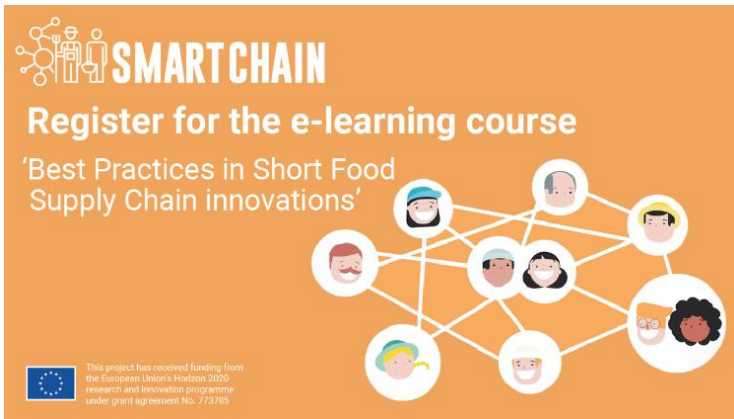 SMARTCHAIN
Register for the e-learning course
‘Best Practices in Short Food
Supply Chain innovations’
This project has received funding from
the European Union's Horizon 2020
research and innovation programme
under grant agreement No. 773785